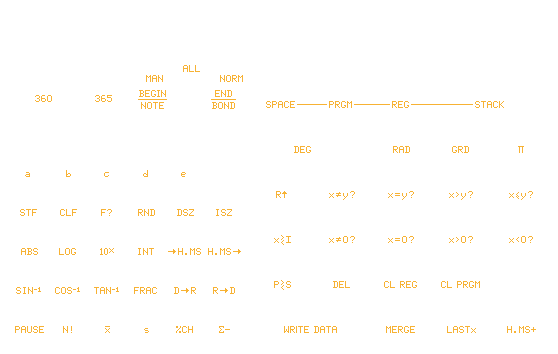 ALL
MAN NORM
360 365 BEGIN END
NOTE BOND
SPACE PRGM REG STACK
DEG RAD GRD π
a b c d e
R↑ x≠y? x=y? x>y? x≤y?
STF CLF F? RND DSZ ISZ
x⇄I x≠0? x=0? x>0? x<0?
ABS LOG 10ˣ INT →H.MS H.MS→
P⇄S DEL CL REG CL PRGM
SIN⁻¹ COS⁻¹ TAN⁻¹ FRAC D→R R→D
PAUSE N! x̅ s %CH Σ- WRITE DATA MERGE LASTx H.MS+